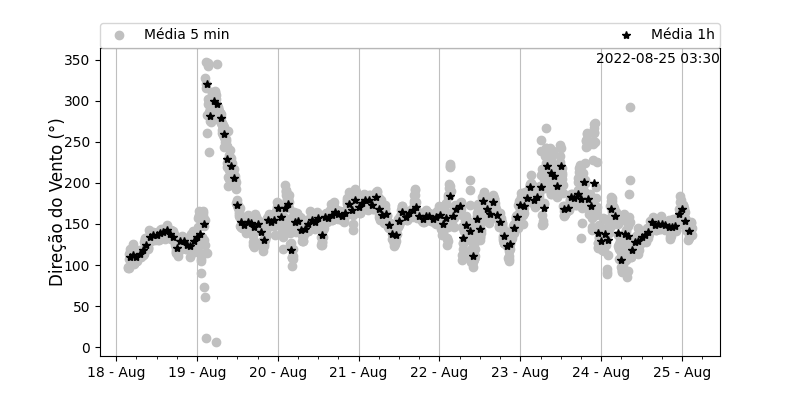 Média 5 min
Média 1h
2022-08-25 03:30
Direção do Vento (°)
350
300
250
200
150
100
50
0
18 - Aug
19 - Aug
20 - Aug
21 - Aug
22 - Aug
23 - Aug
24 - Aug
25 - Aug